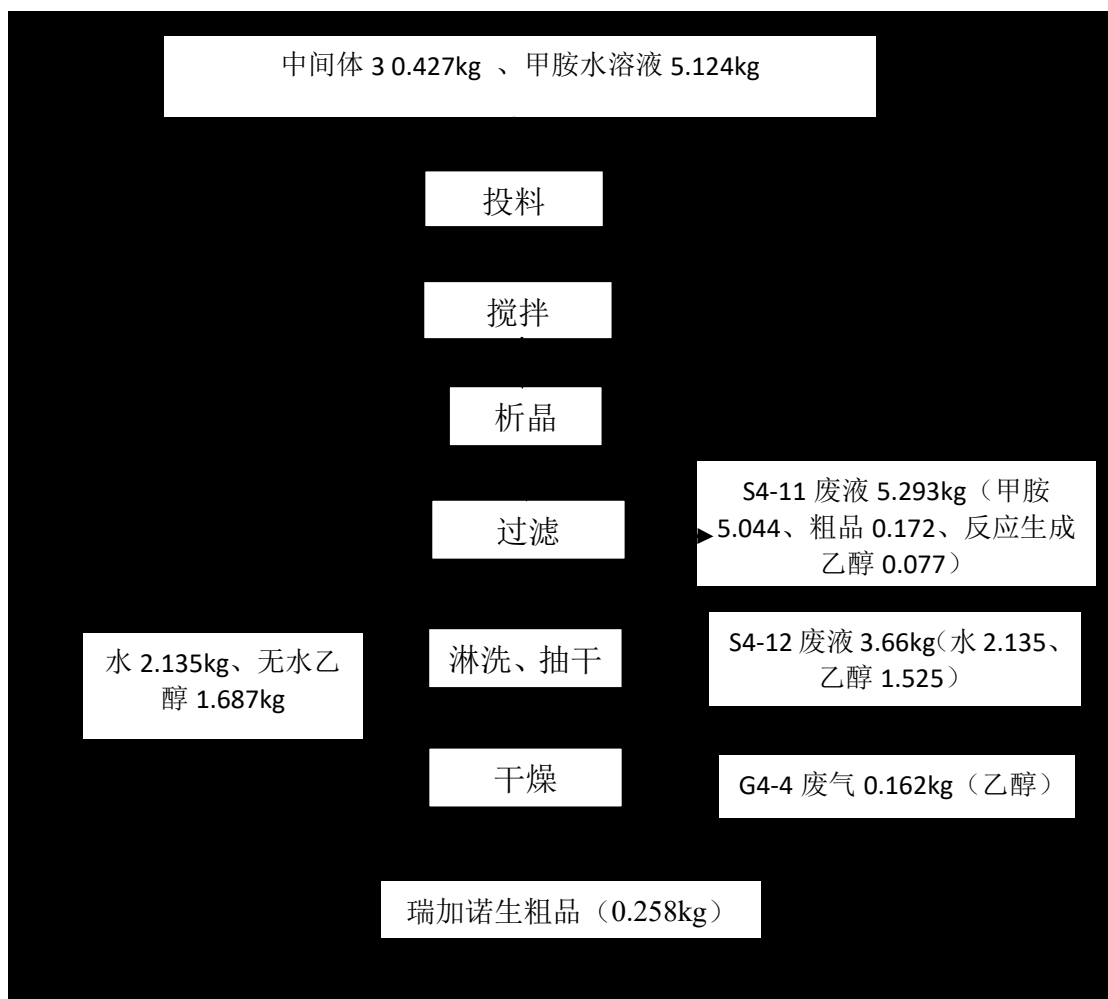 中间体 3 0.427kg 、甲胺水溶液 5.124kg
投料
搅拌
析晶
过滤
S4-11 废液 5.293kg（甲胺
5.044、粗品 0.172、反应生成
乙醇 0.077）
水 2.135kg、无水乙
醇 1.687kg
淋洗、抽干
S4-12 废液 3.66kg（水 2.135、
乙醇 1.525）
干燥
G4-4 废气 0.162kg（乙醇）
瑞加诺生粗品（0.258kg）